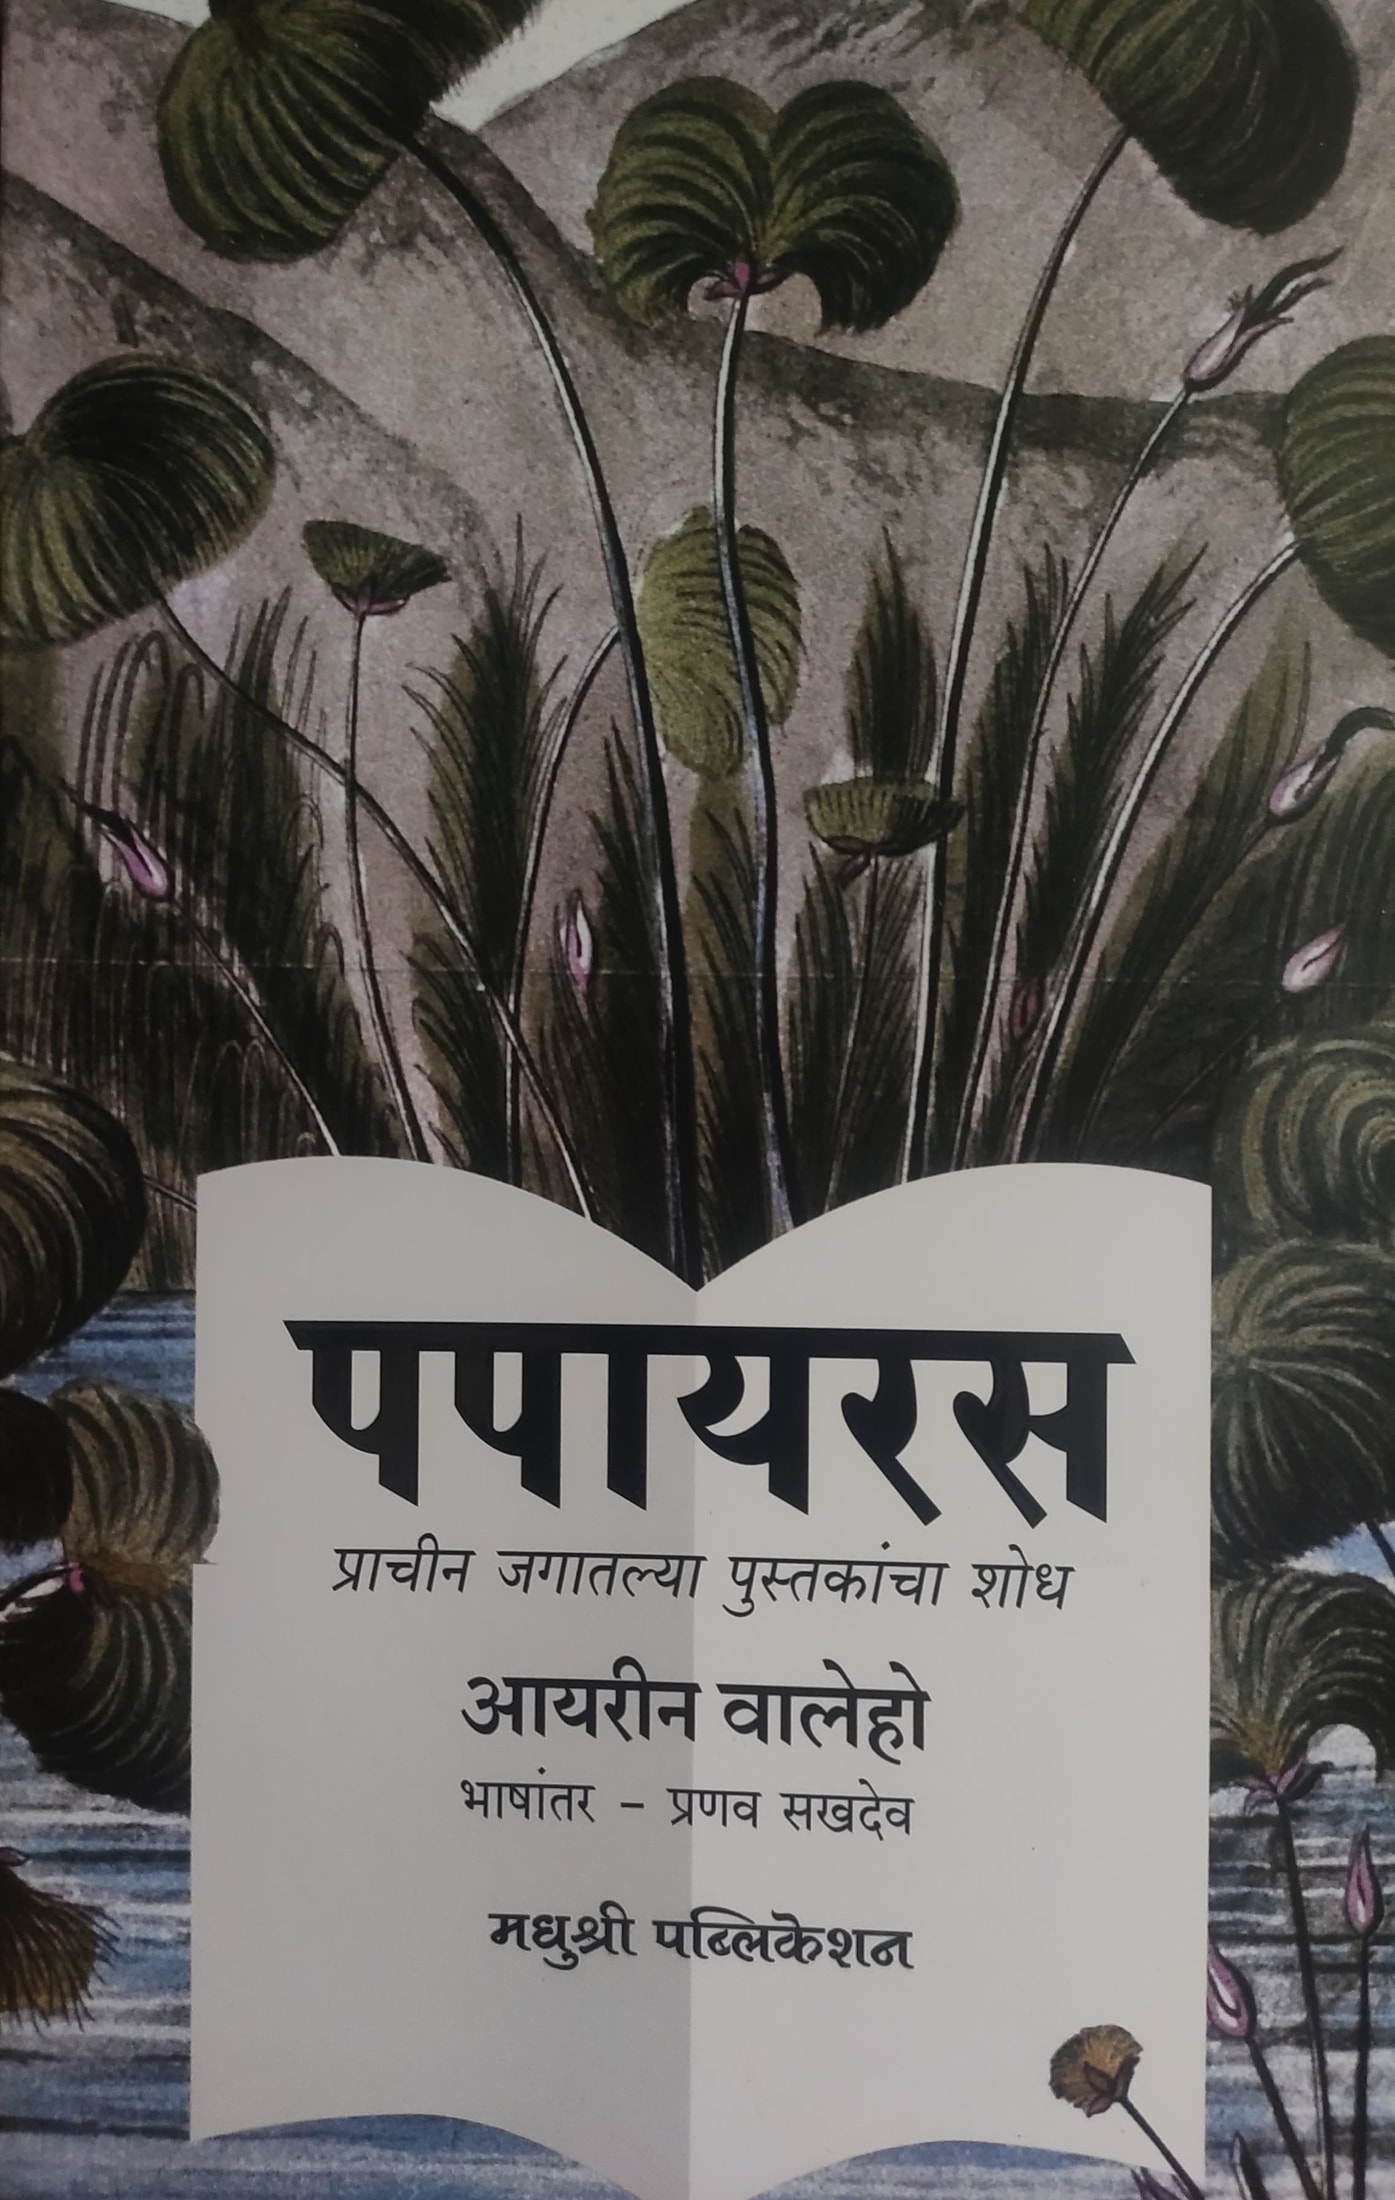 पपायरस
प्राचीन जगातल्या पुस्तकांचा शोध
आयरीन वालेहो
भाषांतर - प्रणव सखदेव
मधुश्री पब्लिकेशन